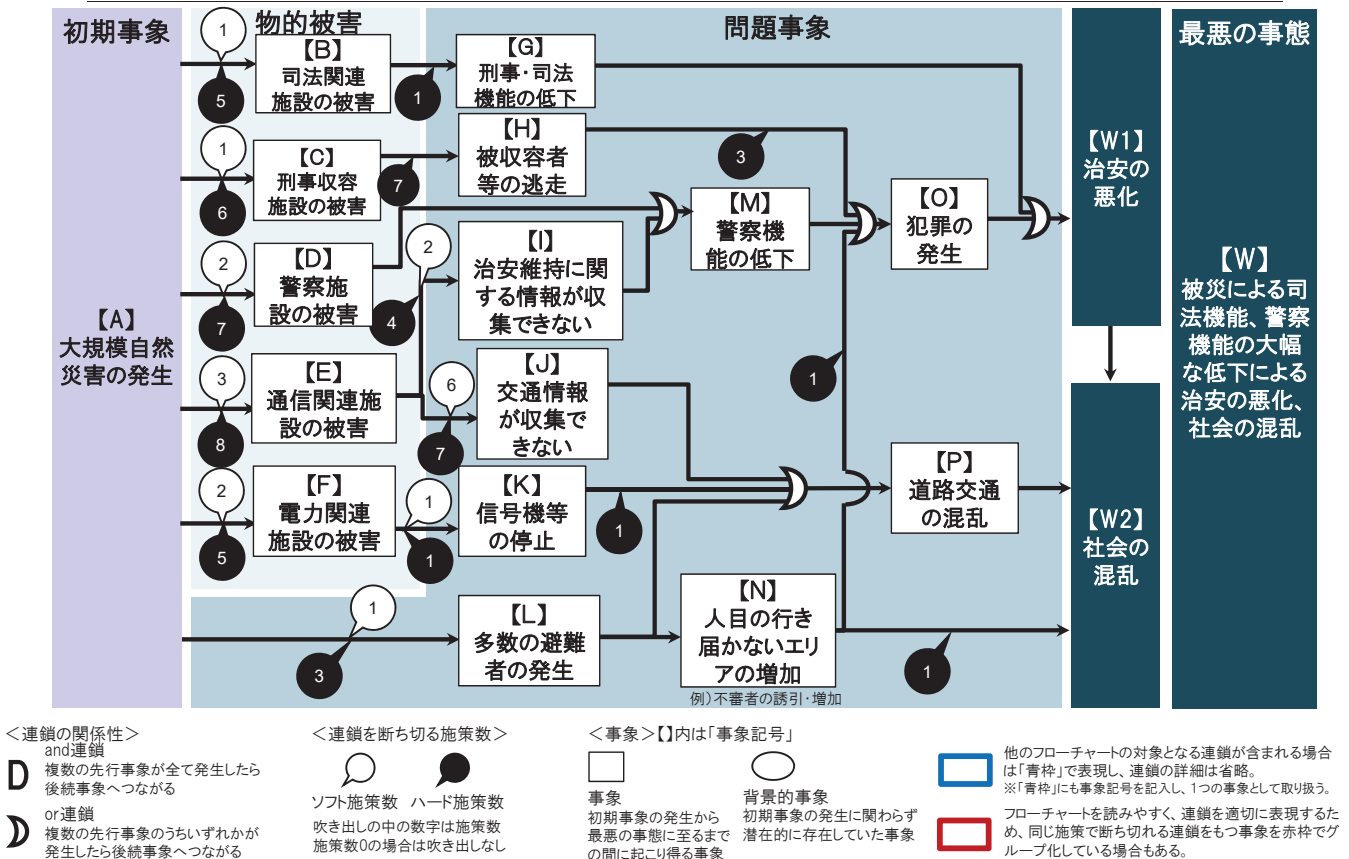 初期事象
物的被害
問題事象
最悪の事態
【A】
大規模自然
災害の発生
1
5
【B】
司法関連
施設の被害
1
【G】
刑事・司法
機能の低下
1
6
【C】
刑事収容
施設の被害
7
【H】
被収容者
等の逃走
3
2
7
【D】
警察施
設の被害
2
4
【I】
治安維持に関
する情報が収
集できない
【M】
警察機
能の低下
【O】
犯罪の
発生
3
8
【E】
通信関連施
設の被害
6
7
【J】
交通情報
が収集で
きない
1
2
5
【F】
電力関連
施設の被害
1
1
【K】
信号機等
の停止
1
【P】
道路交通
の混乱
1
3
【L】
多数の避難
者の発生
【N】
人目の行き
届かないエリ
アの増加
例）不審者の誘引・増加
1
【W1】
治安の
悪化
【W2】
社会の
混乱
【W】
被災による司
法機能、警察
機能の大幅
な低下による
治安の悪化、
社会の混乱
＜連鎖の関係性＞
and連鎖
複数の先行事象が全て発生したら
後続事象へつながる
or連鎖
複数の先行事象のうちいずれかが
発生したら後続事象へつながる
＜連鎖を断ち切る施策数＞
ソフト施策数 ハード施策数
吹き出しの中の数字は施策数
施策数0の場合は吹き出しなし
＜事象＞【】内は「事象記号」
事象
初期事象の発生から
最悪の事態に至るまで
の間に起こり得る事象
背景的事象
初期事象の発生に関わらず
潜在的に存在していた事象
他のフローチャートの対象となる連鎖が含まれる場合
は「青枠」で表現し、連鎖の詳細は省略。
※「青枠」にも事象記号を記入し、1つの事象として取り扱う。
フローチャートを読みやすく、連鎖を適切に表現するた
め、同じ施策で断ち切れる連鎖をもつ事象を赤枠でグ
ループ化している場合もある。